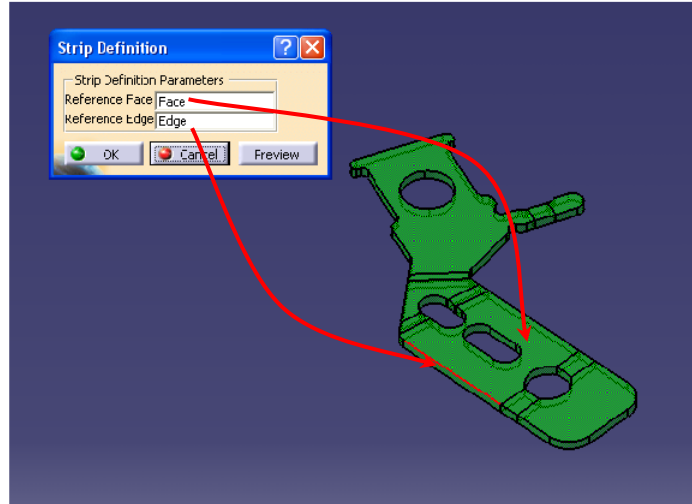 Strip Definition
Strip Definition Parameters
Reference Face Face
Reference Edge Edge
OK Cancel Preview